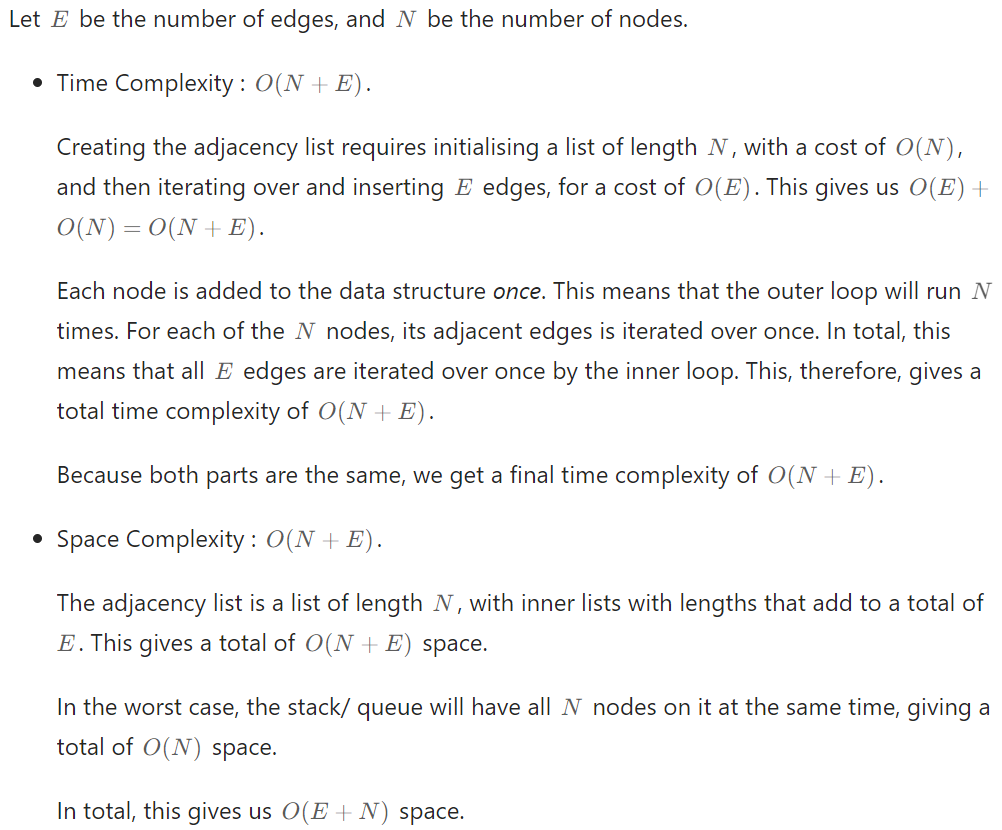 Let E be the number of edges, and N be the number of nodes.
• Time Complexity : O(N + E).
Creating the adjacency list requires initialising a list of length N, with a cost of O(N),
and then iterating over and inserting E edges, for a cost of O(E). This gives us O(E) +
O(N) = O(N + E).
Each node is added to the data structure once. This means that the outer loop will run N
times. For each of the N nodes, its adjacent edges is iterated over once. In total, this
means that all E edges are iterated over once by the inner loop. This, therefore, gives a
total time complexity of O(N + E).
Because both parts are the same, we get a final time complexity of O(N + E).
• Space Complexity : O(N + E).
The adjacency list is a list of length N, with inner lists with lengths that add to a total of
E. This gives a total of O(N + E) space.
In the worst case, the stack/ queue will have all N nodes on it at the same time, giving a
total of O(N) space.
In total, this gives us O(E + N) space.